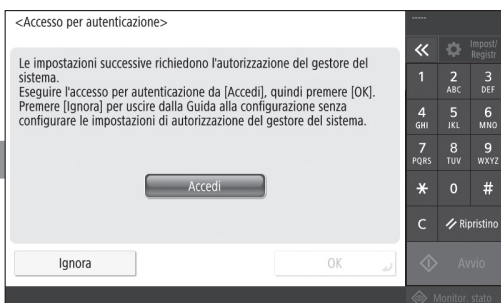 <Accesso per autenticazione>
Le impostazioni successive richiedono l'autorizzazione del gestore del
sistema.
Eseguire l'accesso per autenticazione da [Accedi], quindi premere [OK].
Premere [Ignora] per uscire dalla Guida alla configurazione senza
configurare le impostazioni di autorizzazione del gestore del sistema.
Accedi
Ignora
OK
Impost/
Registr
1 2 3
ABC DEF
4 5 6
GHI JKL MNO
7 8 9
PQRS TUV WXYZ
* 0 #
C Ripristino
Avvio
Monitor. stato